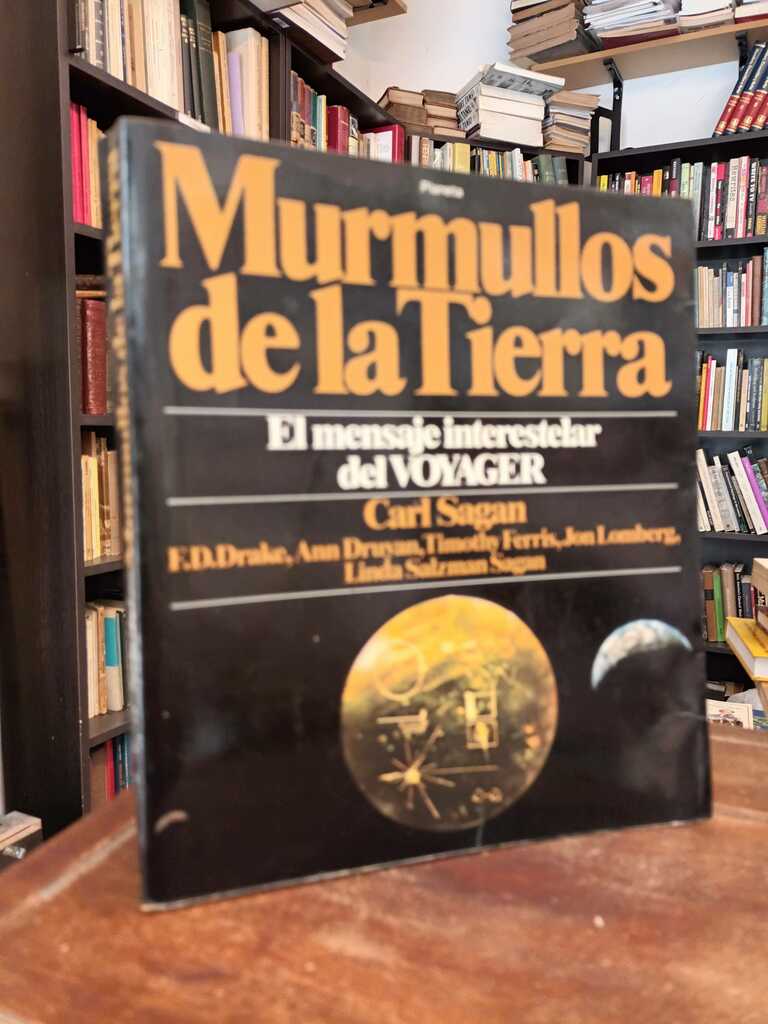 Planeta
Murmullos
de la Tierra
El mensaje interestelar
del VOYAGER
Carl Sagan
F.D.Drake, Ann Druyan, Timothy Ferris, Jon Lomberg,
Linda Salzman Sagan